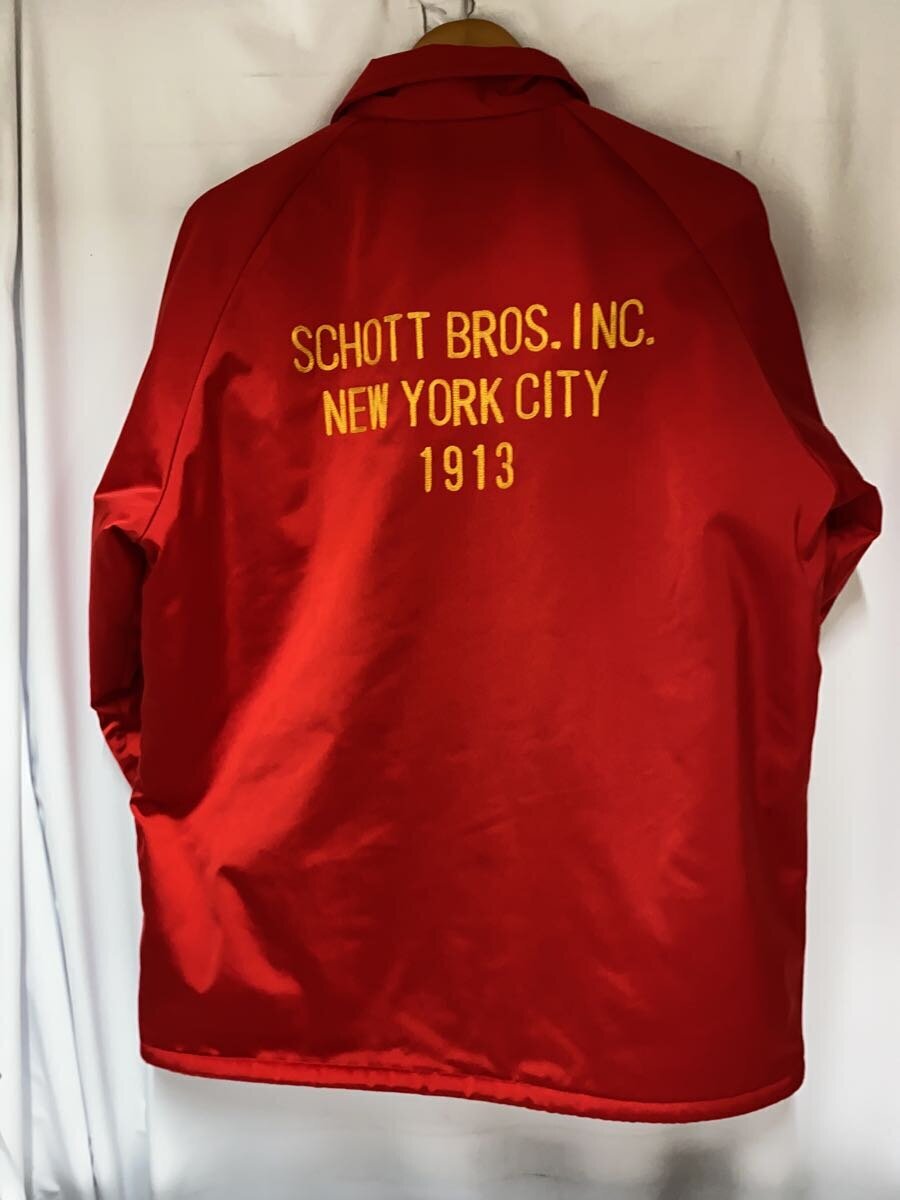 SCHOTT BROS. INC.
NEW YORK CITY
1913